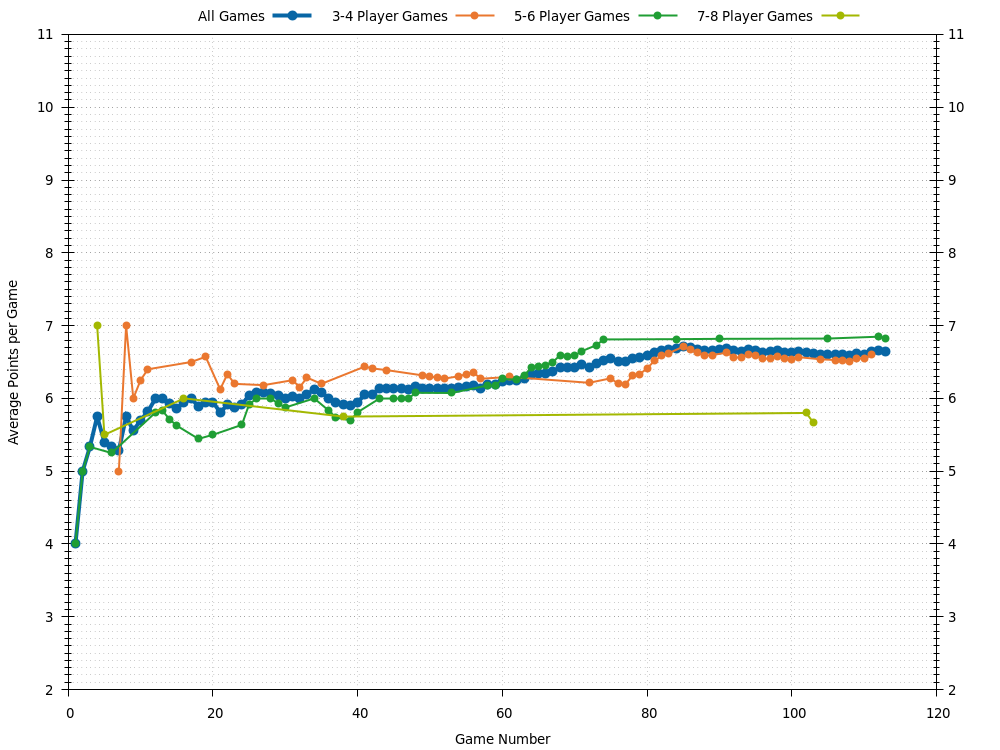 All Games 3-4 Player Games 5-6 Player Games 7-8 Player Games
11 11
10 10
9 9
8 8
7 7
6 6
5 5
4 4
3 3
2 2
0 20 40 60 80 100 120
Average Points per Game
Game Number